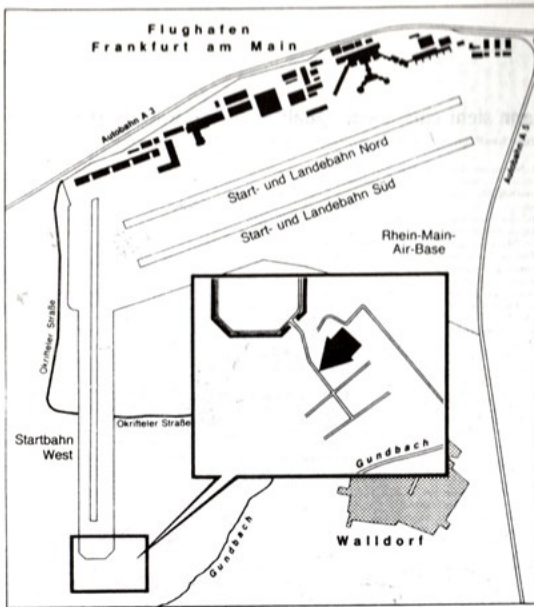 Flughafen
Frankfurt am Main
Autobahn A 3
Autobahn A 5
Start- und Landebahn Nord
Start- und Landebahn Süd
Rhein-Main-
Air-Base
Okrifteler Straße
Okrifteler Straße
Startbahn
West
Gundbach
Gundbach
Walldorf